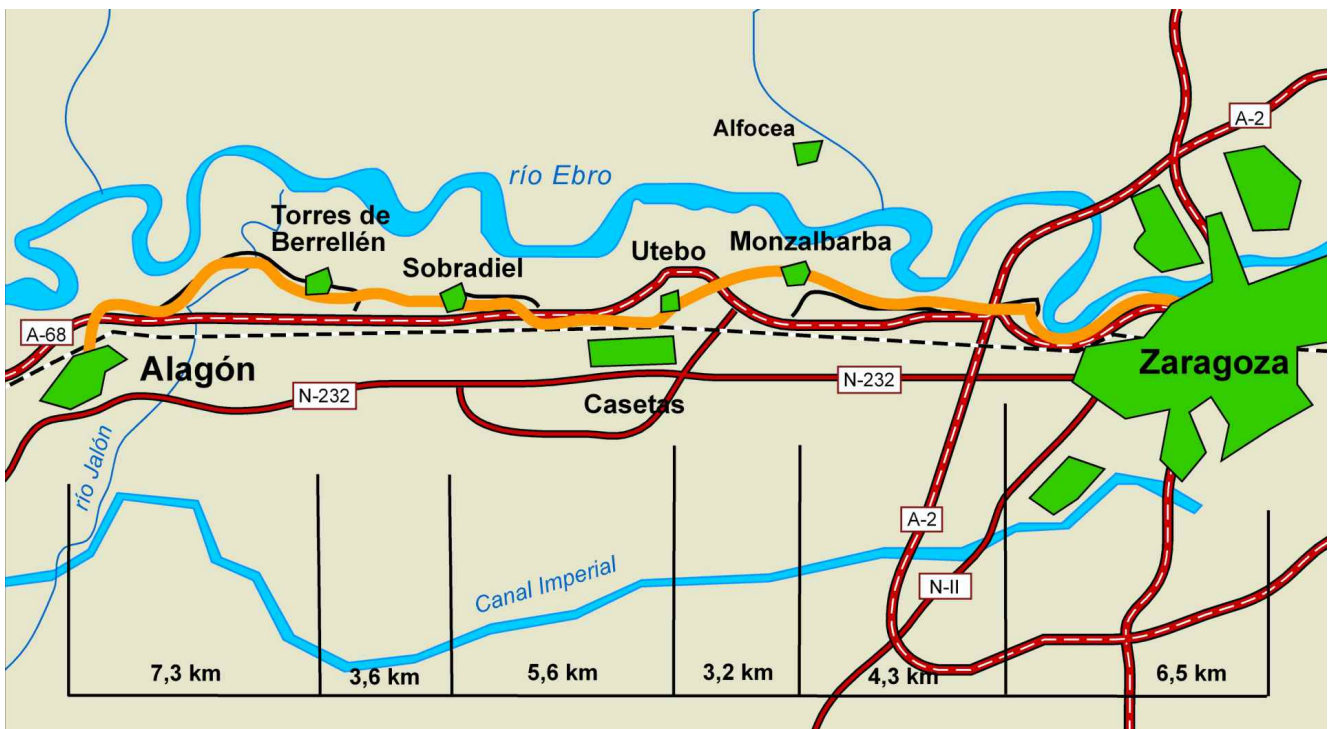 A-2
Alfocea
río Ebro
Torres de
Berrellén
Utebo
Monzalbarba
Sobradiel
A-68
Alagón
Zaragoza
N-232
N-232
Casetas
río Jalón
A-2
N-II
Canal Imperial
7,3 km
3,6 km
5,6 km
3,2 km
4,3 km
6,5 km